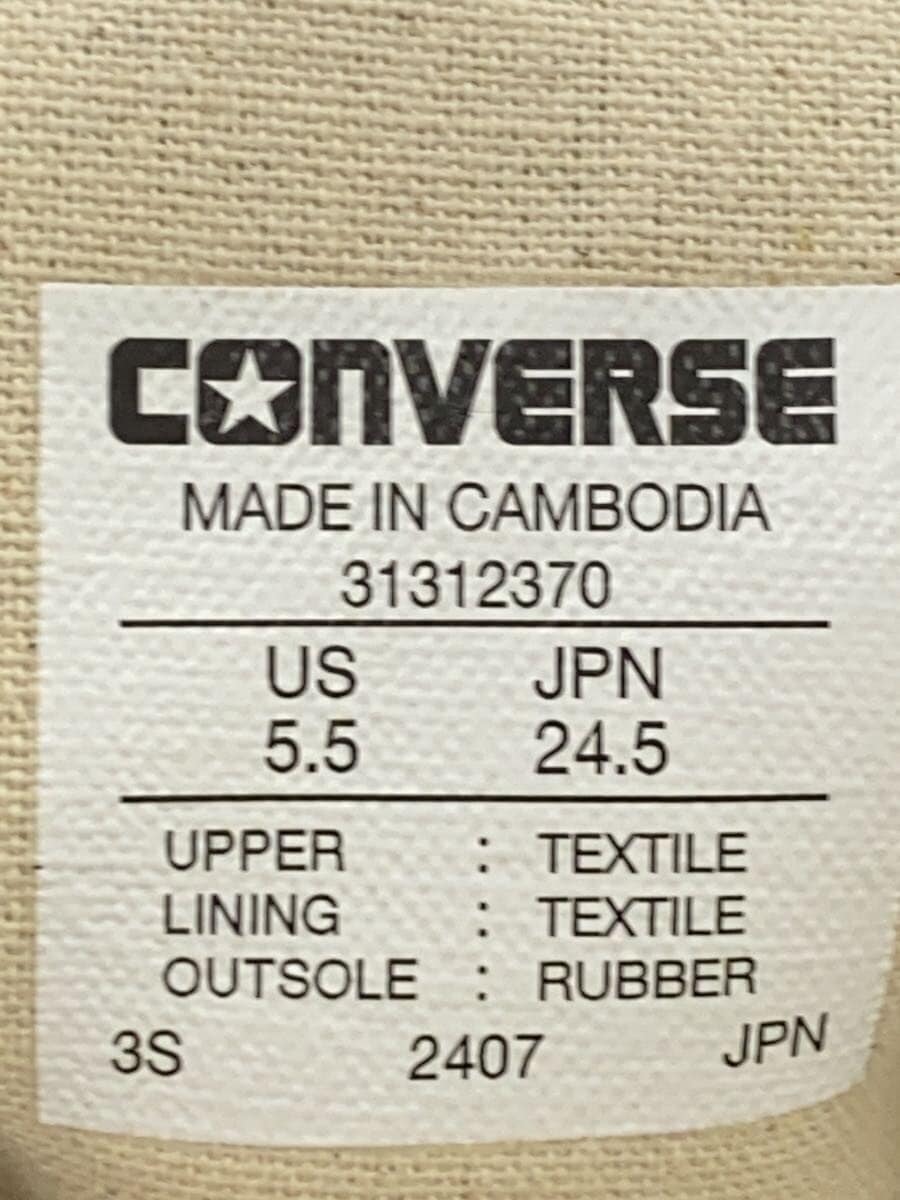 CONVERSE
MADE IN CAMBODIA
31312370
US JPN
5.5 24.5
UPPER : TEXTILE
LINING : TEXTILE
OUTSOLE : RUBBER
3S 2407 JPN